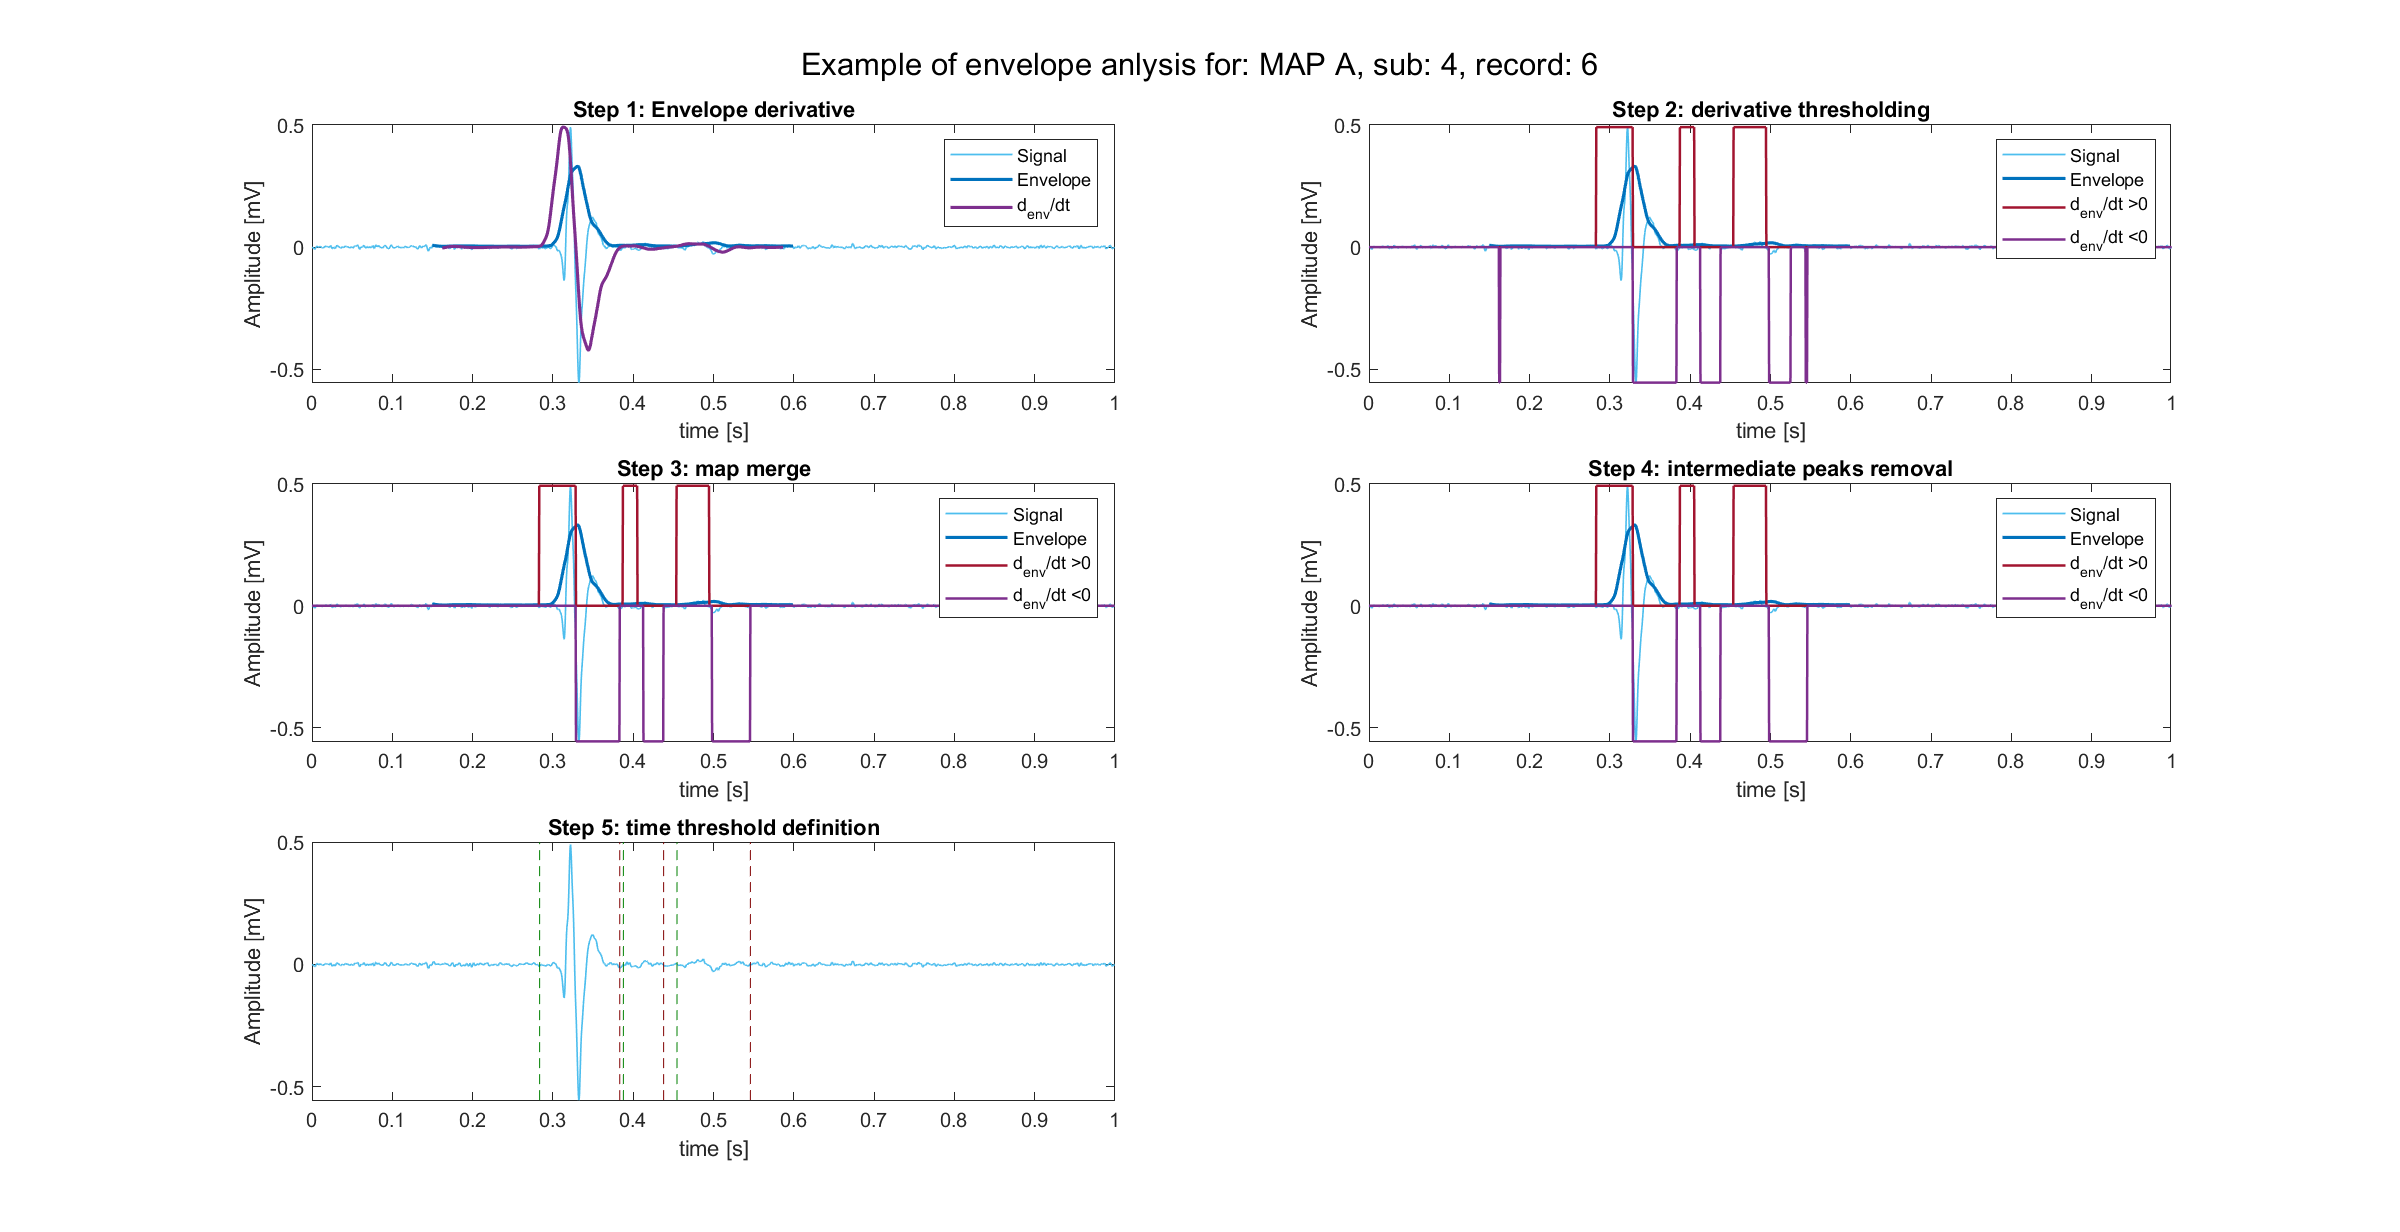 Example of envelope anlysis for: MAP A, sub: 4, record: 6
Step 1: Envelope derivative
Amplitude [mV]
0.5
0
-0.5
0 0.1 0.2 0.3 0.4 0.5 0.6 0.7 0.8 0.9 1
time [s]
Signal
Envelope
d_env/dt
Step 2: derivative thresholding
Amplitude [mV]
0.5
0
-0.5
0 0.1 0.2 0.3 0.4 0.5 0.6 0.7 0.8 0.9 1
time [s]
Signal
Envelope
d_env/dt >0
d_env/dt <0
Step 3: map merge
Amplitude [mV]
0.5
0
-0.5
0 0.1 0.2 0.3 0.4 0.5 0.6 0.7 0.8 0.9 1
time [s]
Signal
Envelope
d_env/dt >0
d_env/dt <0
Step 4: intermediate peaks removal
Amplitude [mV]
0.5
0
-0.5
0 0.1 0.2 0.3 0.4 0.5 0.6 0.7 0.8 0.9 1
time [s]
Signal
Envelope
d_env/dt >0
d_env/dt <0
Step 5: time threshold definition
Amplitude [mV]
0.5
0
-0.5
0 0.1 0.2 0.3 0.4 0.5 0.6 0.7 0.8 0.9 1
time [s]